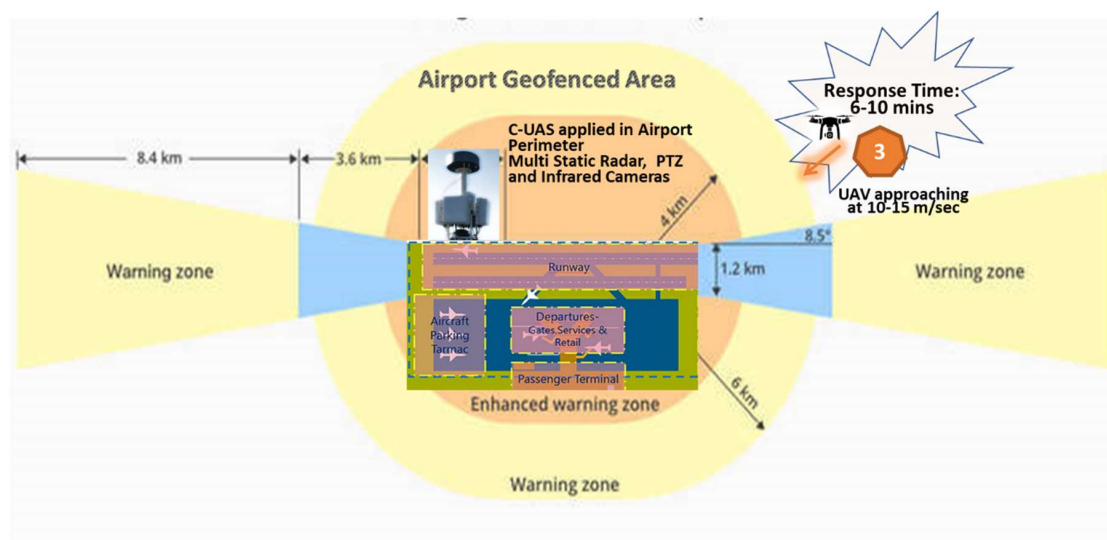 Airport Geofenced Area
Response Time:
6-10 mins
C-UAS applied in Airport
Perimeter
Multi Static Radar, PTZ
and Infrared Cameras
3
8.4 km
3.6 km
4 km
UAV approaching
at 10-15 m/sec
8.5°
Warning zone
Runway
1.2 km
Warning zone
Aircraft
Parking
Tarmac
Departures-
Gates,Services &
Retail
Passenger Terminal
6 km
Enhanced warning zone
Warning zone